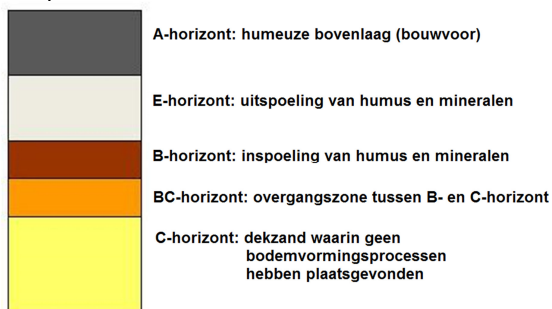 A-horizont: humeuze bovenlaag (bouwvoor)
E-horizont: uitspoeling van humus en mineralen
B-horizont: inspoeling van humus en mineralen
BC-horizont: overgangszone tussen B- en C-horizont
C-horizont: dekzand waarin geen
bodemvormingsprocessen
hebben plaatsgevonden